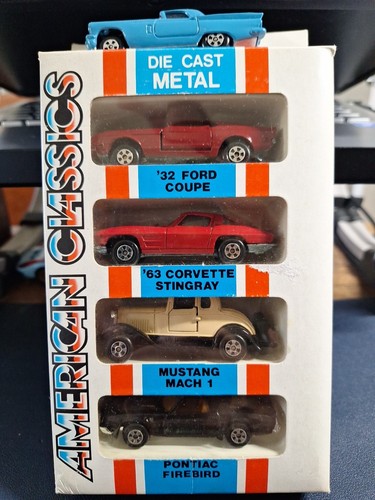 AMERICAN CLASSICS
DIE CAST
METAL
'32 FORD
COUPE
'63 CORVETTE
STINGRAY
MUSTANG
MACH 1
PONTIAC
FIREBIRD